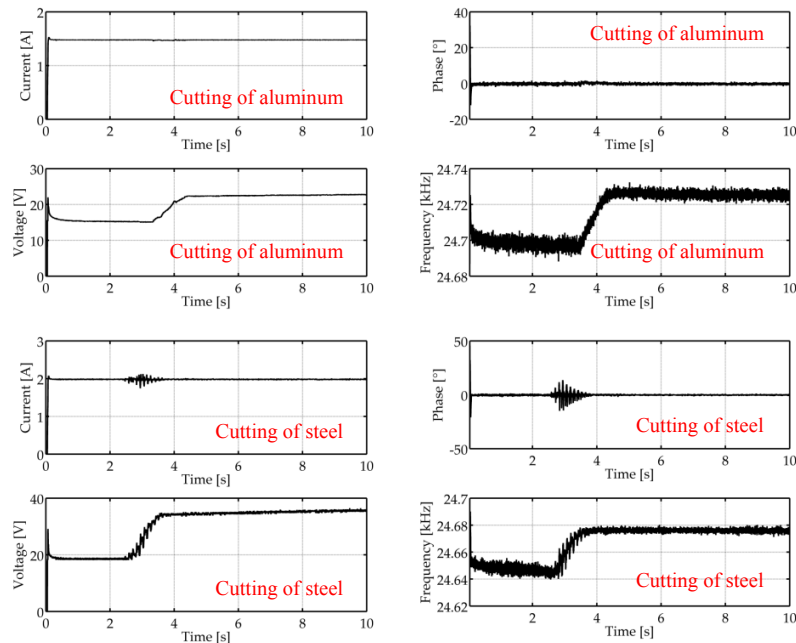 2
1
0
Current [A]
Cutting of aluminum
0 2 4 6 8 10
Time [s]
40
20
0
-20
Phase [°]
Cutting of aluminum
2 4 6 8 10
Time [s]
30
20
10
0
Voltage [V]
Cutting of aluminum
0 2 4 6 8 10
Time [s]
24.74
24.72
24.7
24.68
Frequency [kHz]
Cutting of aluminum
2 4 6 8 10
Time [s]
3
2
1
0
Current [A]
Cutting of steel
0 2 4 6 8 10
Time [s]
50
0
-50
Phase [°]
Cutting of steel
2 4 6 8 10
Time [s]
40
20
0
Voltage [V]
Cutting of steel
0 2 4 6 8 10
Time [s]
24.7
24.68
24.66
24.64
24.62
Frequency [kHz]
Cutting of steel
2 4 6 8 10
Time [s]